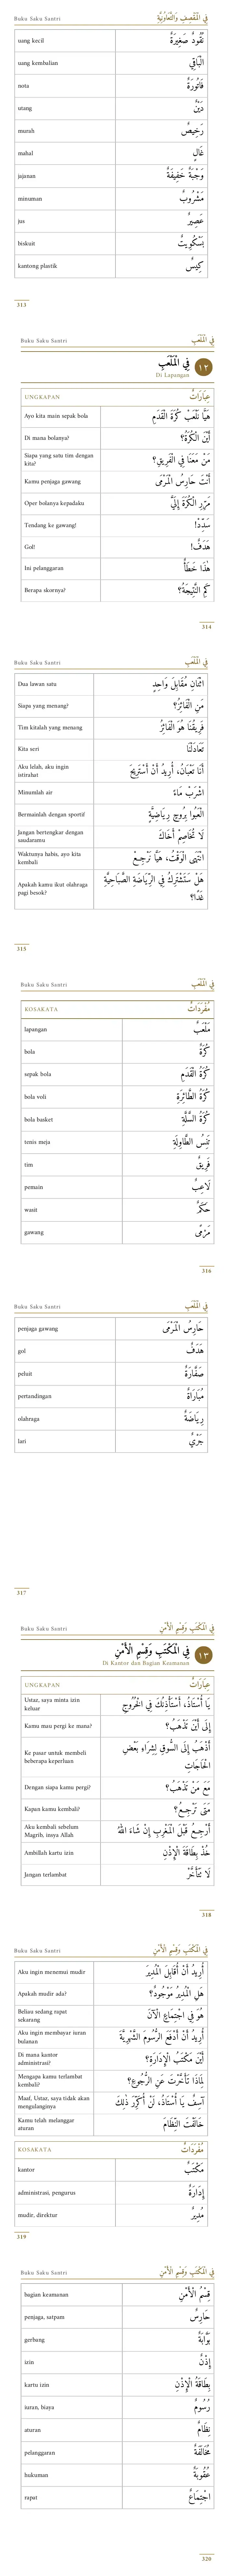 Buku Saku Santri فِي الْمَقْصَفِ وَالتَّعَاوُنِيَّةِ
uang kecil نُقُودٌ صَغِيرَةٌ
uang kembalian الْبَاقِي
nota فَاتُورَةٌ
utang دَيْنٌ
murah رَخِيصٌ
mahal غَالٍ
jajanan وَجْبَةٌ خَفِيفَةٌ
minuman مَشْرُوبٌ
jus عَصِيرٌ
biskuit بَسْكُوِيتٌ
kantong plastik كِيسٌ
313
Buku Saku Santri فِي الْمَلْعَبِ
١٢ فِي الْمَلْعَبِ
Di Lapangan
UNGKAPAN عِبَارَاتٌ
Ayo kita main sepak bola هَيَّا نَلْعَبْ كُرَةَ الْقَدَمِ
Di mana bolanya? أَيْنَ الْكُرَةُ؟
Siapa yang satu tim dengan
kita? مَنْ مَعَنَا فِي الْفَرِيقِ؟
Kamu penjaga gawang أَنْتَ حَارِسُ الْمَرْمَى
Oper bolanya kepadaku مَرِّرِ الْكُرَةَ إِلَيَّ
Tendang ke gawang! سَدِّدْ!
Gol! هَدَفٌ!
Ini pelanggaran هٰذَا خَطَأٌ
Berapa skornya? كَمِ النَّتِيجَةُ؟
314
Buku Saku Santri فِي الْمَلْعَبِ
Dua lawan satu اثْنَانِ مُقَابِلَ وَاحِدٍ
Siapa yang menang? مَنِ الْفَائِزُ؟
Tim kitalah yang menang فَرِيقُنَا هُوَ الْفَائِزُ
Kita seri تَعَادَلْنَا
Aku lelah, aku ingin
istirahat أَنَا تَعْبَانُ، أُرِيدُ أَنْ أَسْتَرِيحَ
Minumlah air اشْرَبْ مَاءً
Bermainlah dengan sportif الْعَبُوا بِرُوحٍ رِيَاضِيَّةٍ
Jangan bertengkar dengan
saudaramu لَا تُخَاصِمْ أَخَاكَ
Waktunya habis, ayo kita
kembali انْتَهَى الْوَقْتُ، هَيَّا نَرْجِعْ
Apakah kamu ikut olahraga
pagi besok? هَلْ سَتَشْتَرِكُ فِي الرِّيَاضَةِ الصَّبَاحِيَّةِ
غَدًا؟
315
Buku Saku Santri فِي الْمَلْعَبِ
KOSAKATA مُفْرَدَاتٌ
lapangan مَلْعَبٌ
bola كُرَةٌ
sepak bola كُرَةُ الْقَدَمِ
bola voli كُرَةُ الطَّائِرَةِ
bola basket كُرَةُ السَّلَّةِ
tenis meja تِنِسُ الطَّاوِلَةِ
tim فَرِيقٌ
pemain لَاعِبٌ
wasit حَكَمٌ
gawang مَرْمًى
316
Buku Saku Santri فِي الْمَلْعَبِ
penjaga gawang حَارِسُ الْمَرْمَى
gol هَدَفٌ
peluit صَفَّارَةٌ
pertandingan مُبَارَاةٌ
olahraga رِيَاضَةٌ
lari جَرْيٌ
317
Buku Saku Santri فِي الْمَكْتَبِ وَقِسْمِ الْأَمْنِ
١٣ فِي الْمَكْتَبِ وَقِسْمِ الْأَمْنِ
Di Kantor dan Bagian Keamanan
UNGKAPAN عِبَارَاتٌ
Ustaz, saya minta izin
keluar يَا أُسْتَاذُ، أَسْتَأْذِنُكَ فِي الْخُرُوجِ
Kamu mau pergi ke mana? إِلَى أَيْنَ تَذْهَبُ؟
Ke pasar untuk membeli
beberapa keperluan أَذْهَبُ إِلَى السُّوقِ لِشِرَاءِ بَعْضِ
الْحَاجَاتِ
Dengan siapa kamu pergi? مَعَ مَنْ تَذْهَبُ؟
Kapan kamu kembali? مَتَى تَرْجِعُ؟
Aku kembali sebelum
Magrib, insya Allah أَرْجِعُ قَبْلَ الْمَغْرِبِ إِنْ شَاءَ اللهُ
Ambillah kartu izin خُذْ بِطَاقَةَ الْإِذْنِ
Jangan terlambat لَا تَتَأَخَّرْ
318
Buku Saku Santri فِي الْمَكْتَبِ وَقِسْمِ الْأَمْنِ
Aku ingin menemui mudir أُرِيدُ أَنْ أُقَابِلَ الْمُدِيرَ
Apakah mudir ada? هَلِ الْمُدِيرُ مَوْجُودٌ؟
Beliau sedang rapat
sekarang هُوَ فِي اجْتِمَاعٍ الْآنَ
Aku ingin membayar iuran
bulanan أُرِيدُ أَنْ أَدْفَعَ الرُّسُومَ الشَّهْرِيَّةَ
Di mana kantor
administrasi? أَيْنَ مَكْتَبُ الْإِدَارَةِ؟
Mengapa kamu terlambat
kembali? لِمَاذَا تَأَخَّرْتَ عَنِ الرُّجُوعِ؟
Maaf, Ustaz, saya tidak akan
mengulanginya آسِفٌ يَا أُسْتَاذُ، لَنْ أُكَرِّرَ ذٰلِكَ
Kamu telah melanggar
aturan خَالَفْتَ النِّظَامَ
KOSAKATA مُفْرَدَاتٌ
kantor مَكْتَبٌ
administrasi, pengurus إِدَارَةٌ
mudir, direktur مُدِيرٌ
319
Buku Saku Santri فِي الْمَكْتَبِ وَقِسْمِ الْأَمْنِ
bagian keamanan قِسْمُ الْأَمْنِ
penjaga, satpam حَارِسٌ
gerbang بَوَّابَةٌ
izin إِذْنٌ
kartu izin بِطَاقَةُ الْإِذْنِ
iuran, biaya رُسُومٌ
aturan نِظَامٌ
pelanggaran مُخَالَفَةٌ
hukuman عُقُوبَةٌ
rapat اجْتِمَاعٌ
320